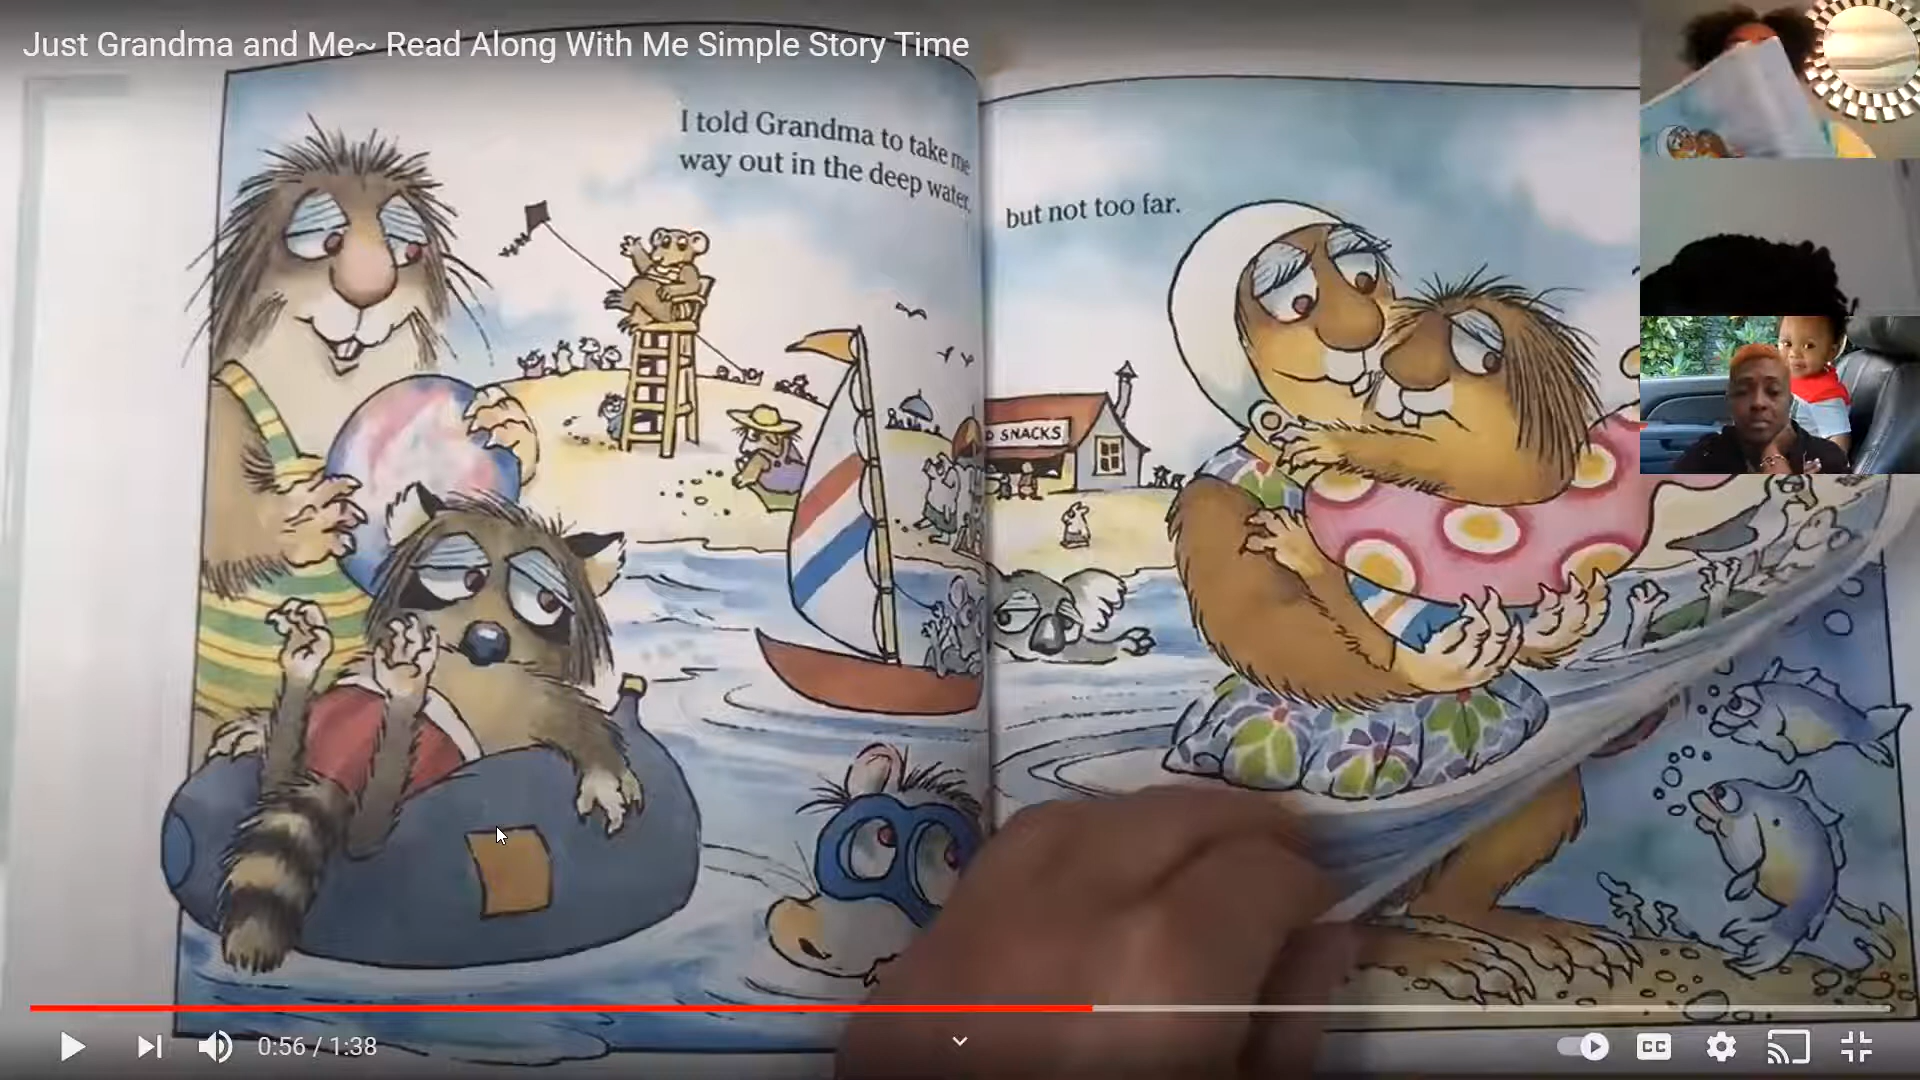 Just Grandma and Me~ Read Along With Me Simple Story Time
I told Grandma to take me
way out in the deep water,
but not too far.
SNACKS
0:56 / 1:38
CC